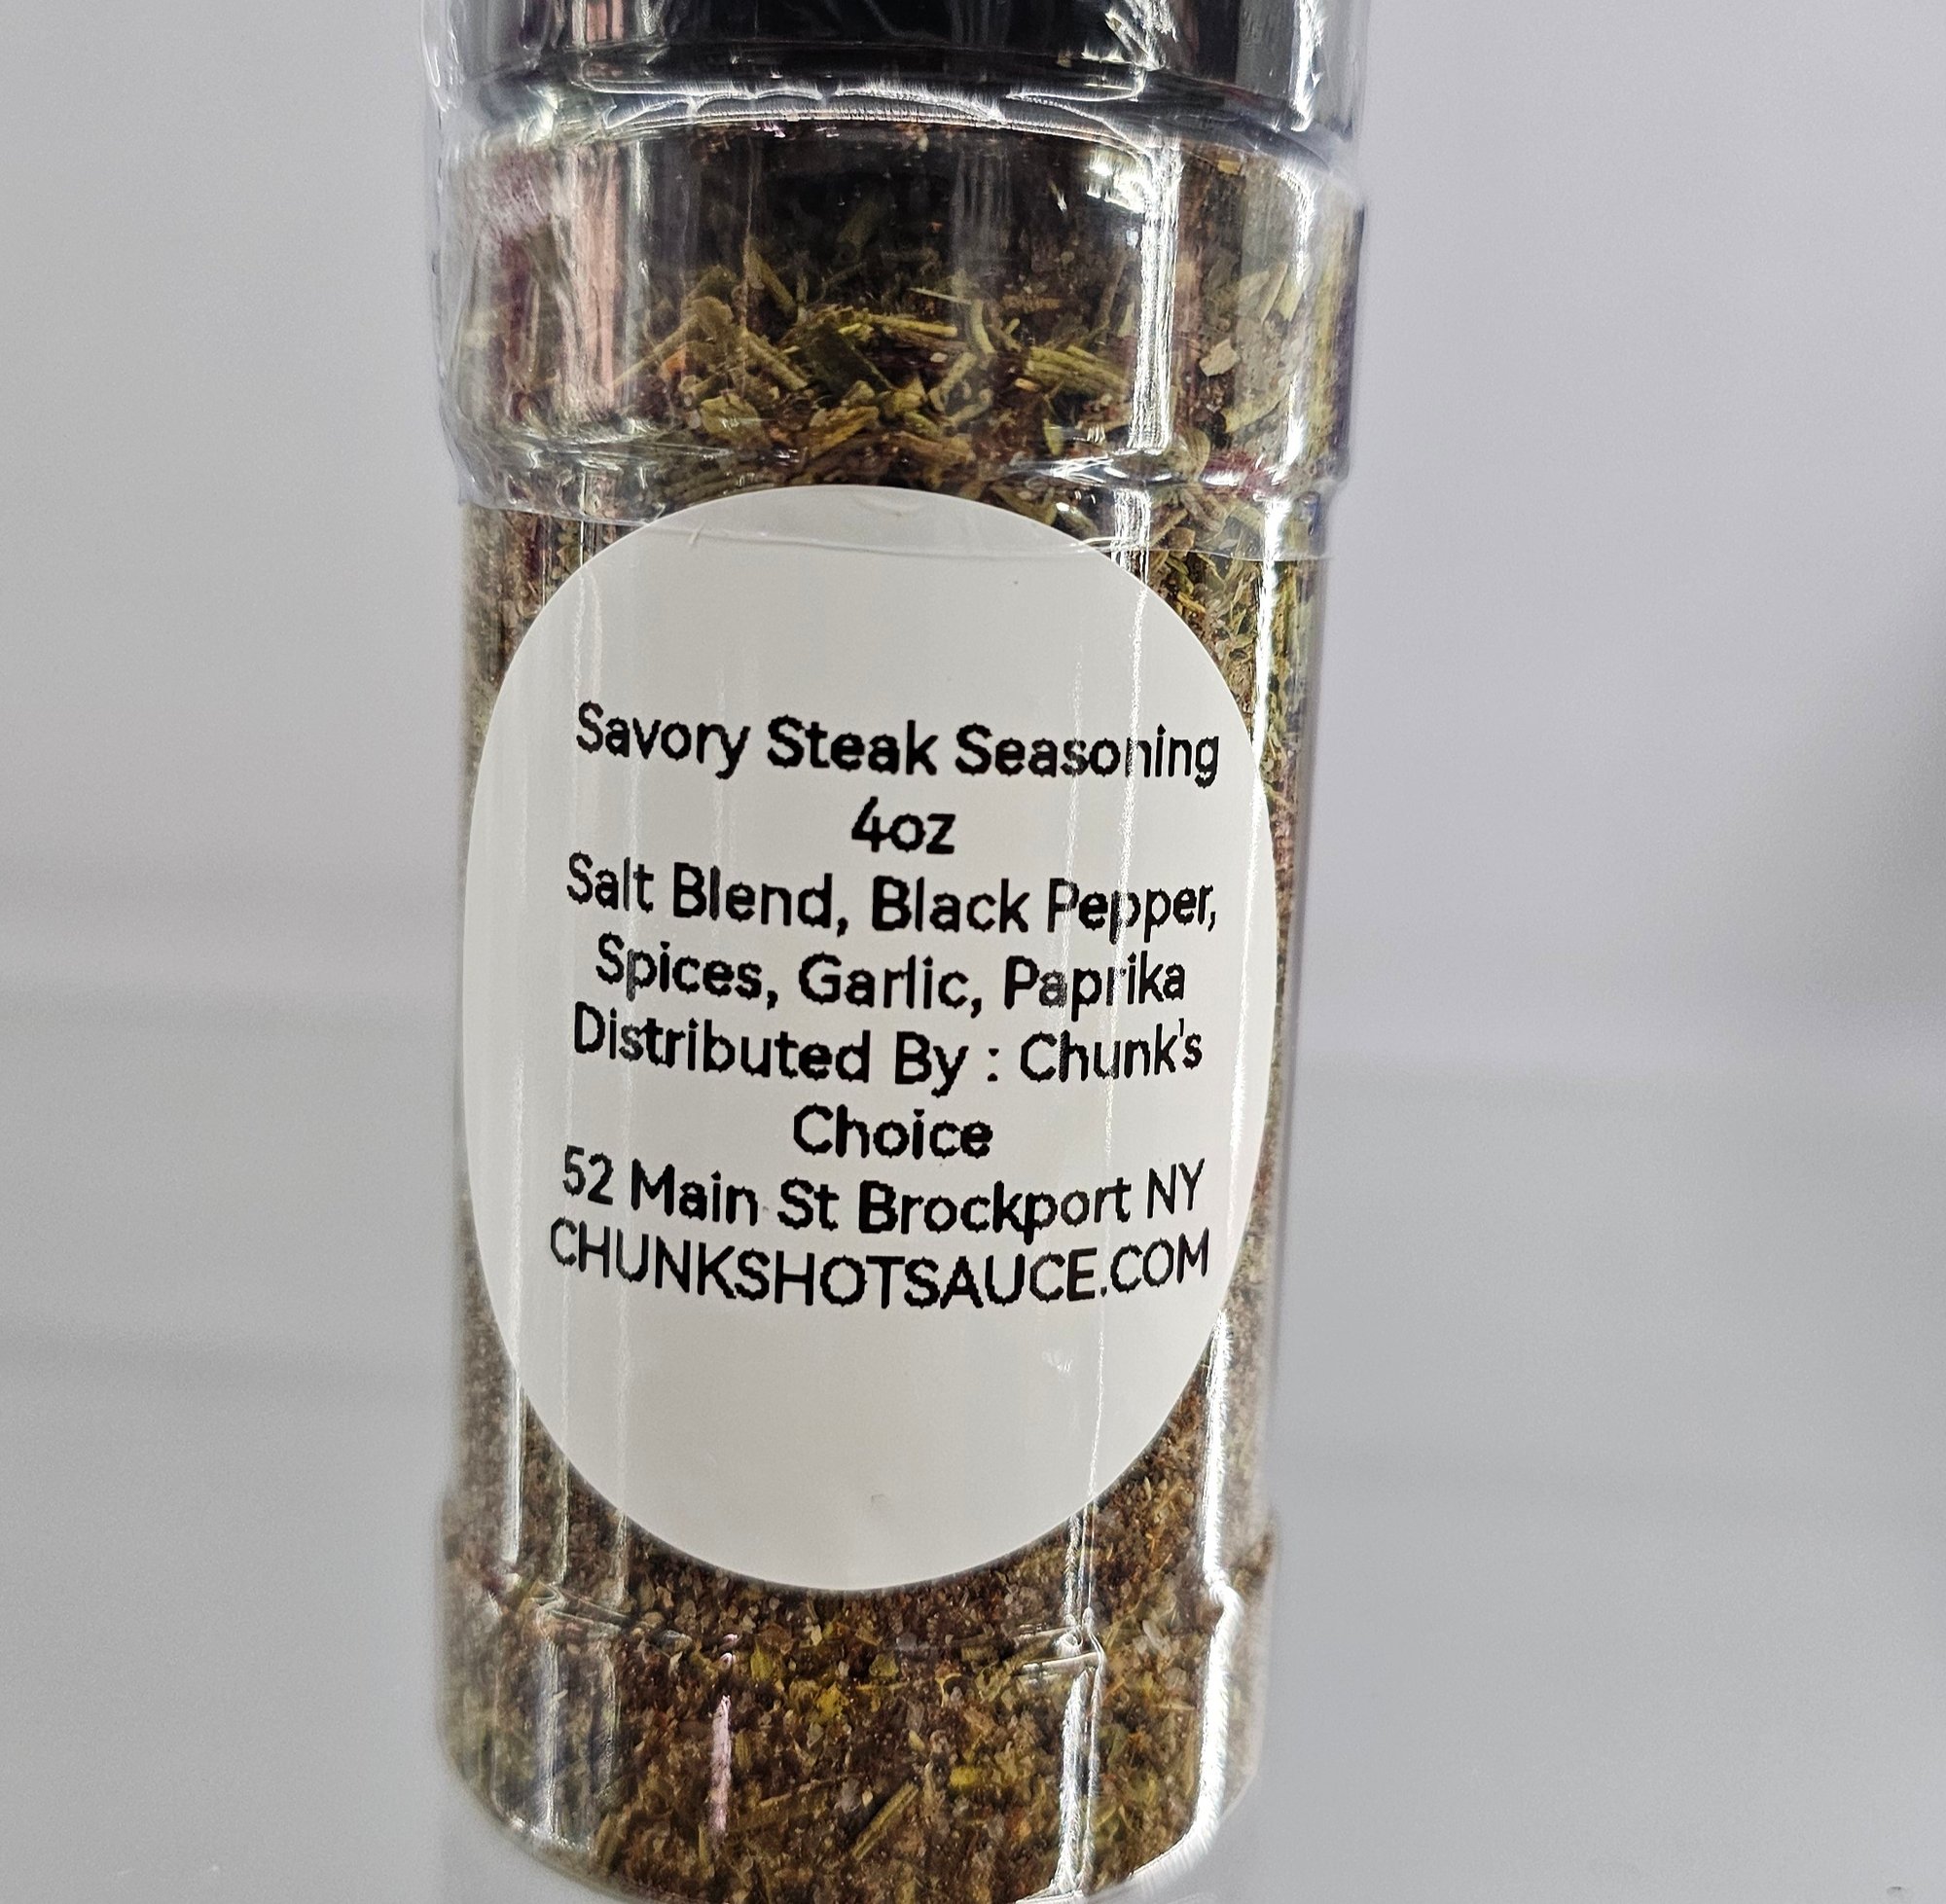 Savory Steak Seasoning
4oz
Salt Blend, Black Pepper,
Spices, Garlic, Paprika
Distributed By : Chunk's
Choice
52 Main St Brockport NY
CHUNKSHOTSAUCE.COM